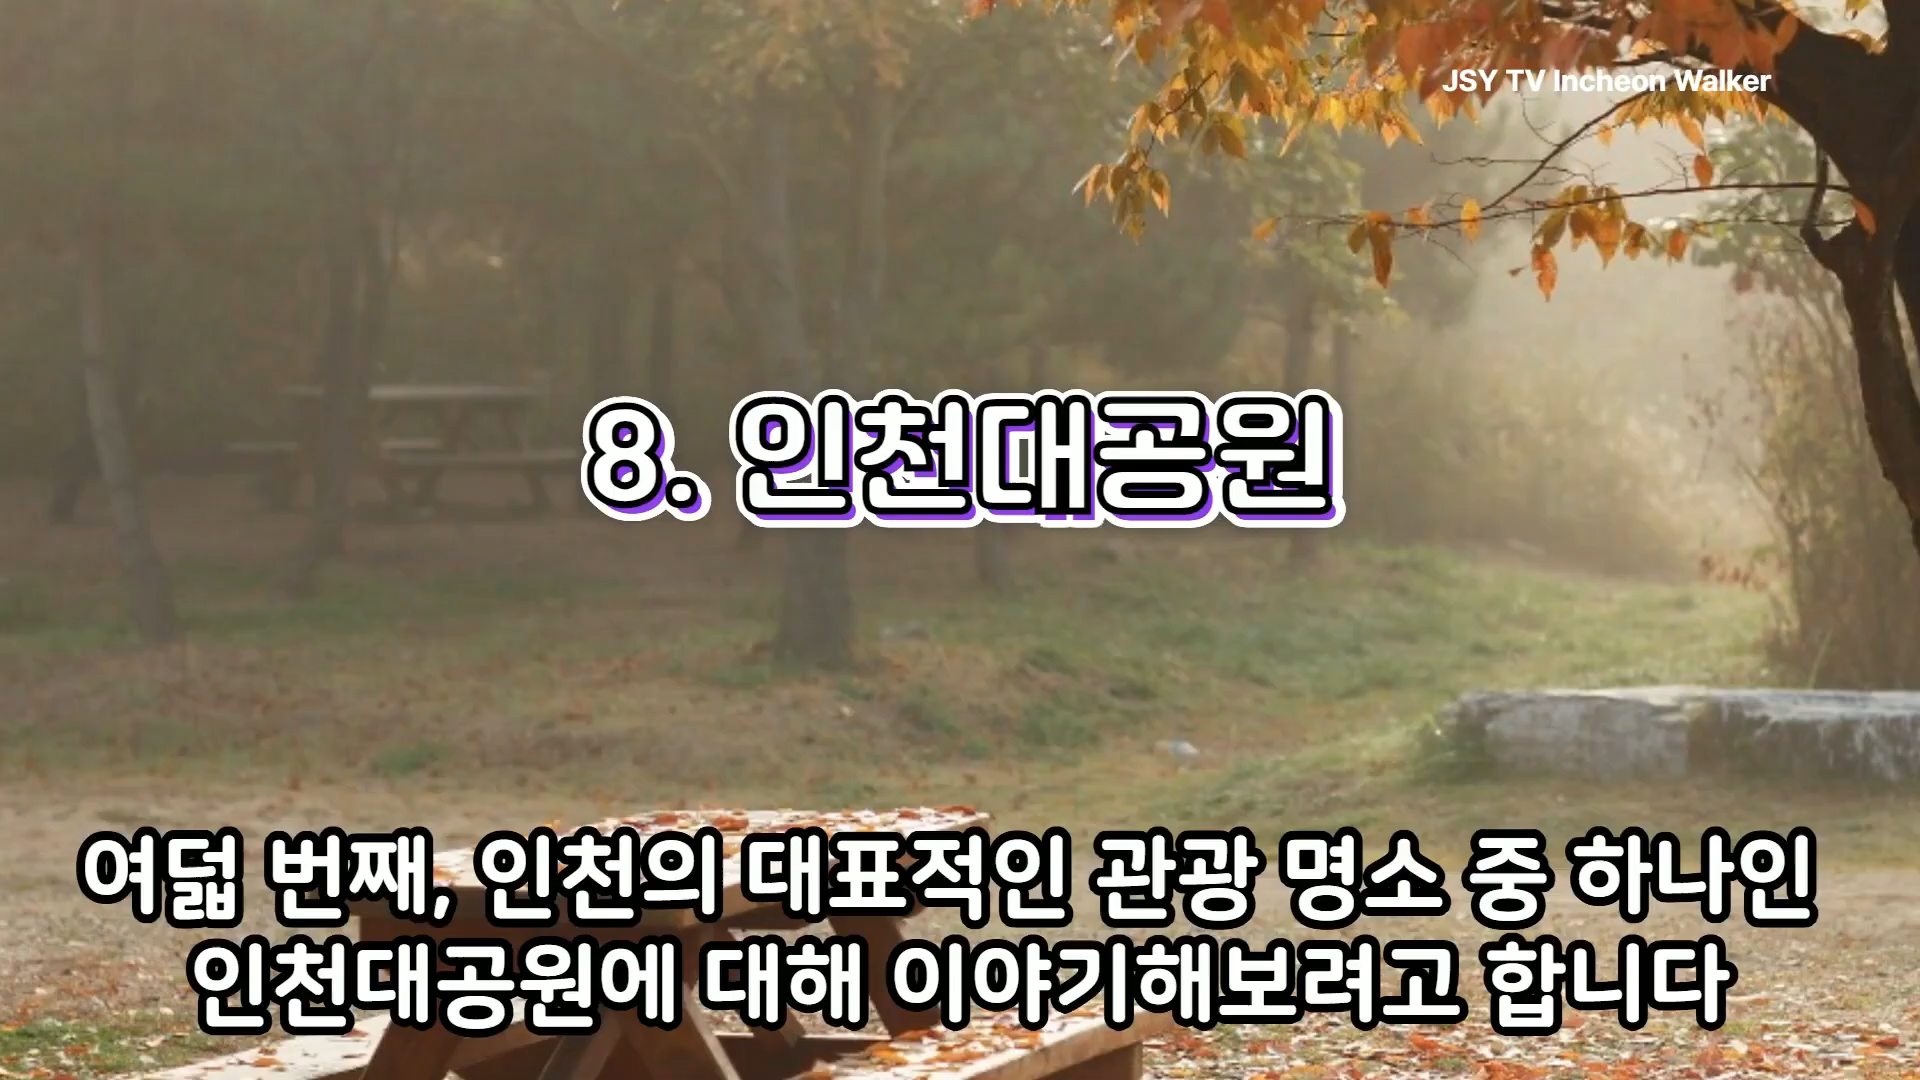 JSY TV Incheon Walker
8. 인천대공원
여덟 번째, 인천의 대표적인 관광 명소 중 하나인
인천대공원에 대해 이야기해보려고 합니다